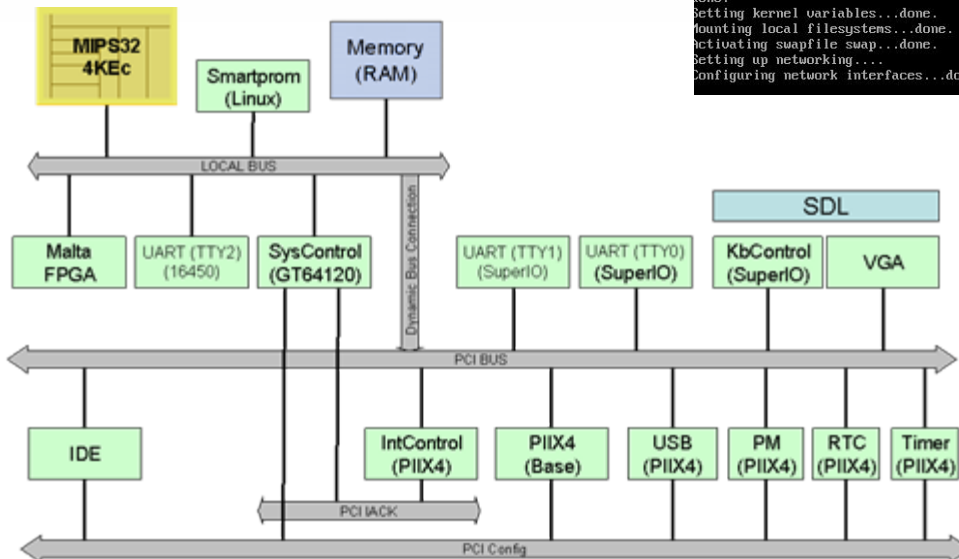 Setting kernel variables...done.
Mounting local filesystems...done.
Activating swapfile swap...done.
Setting up networking....
Configuring network interfaces...do
MIPS32
4KEc
Smartprom
(Linux)
Memory
(RAM)
LOCAL BUS
Dynamic Bus Connection
SDL
Malta
FPGA
UART (TTY2)
(16450)
SysControl
(GT64120)
UART (TTY1)
(SuperIO)
UART (TTY0)
(SuperIO)
KbControl
(SuperIO)
VGA
PCI BUS
IDE
IntControl
(PIIX4)
PIIX4
(Base)
USB
(PIIX4)
PM
(PIIX4)
RTC
(PIIX4)
Timer
(PIIX4)
PCI IACK
PCI Config